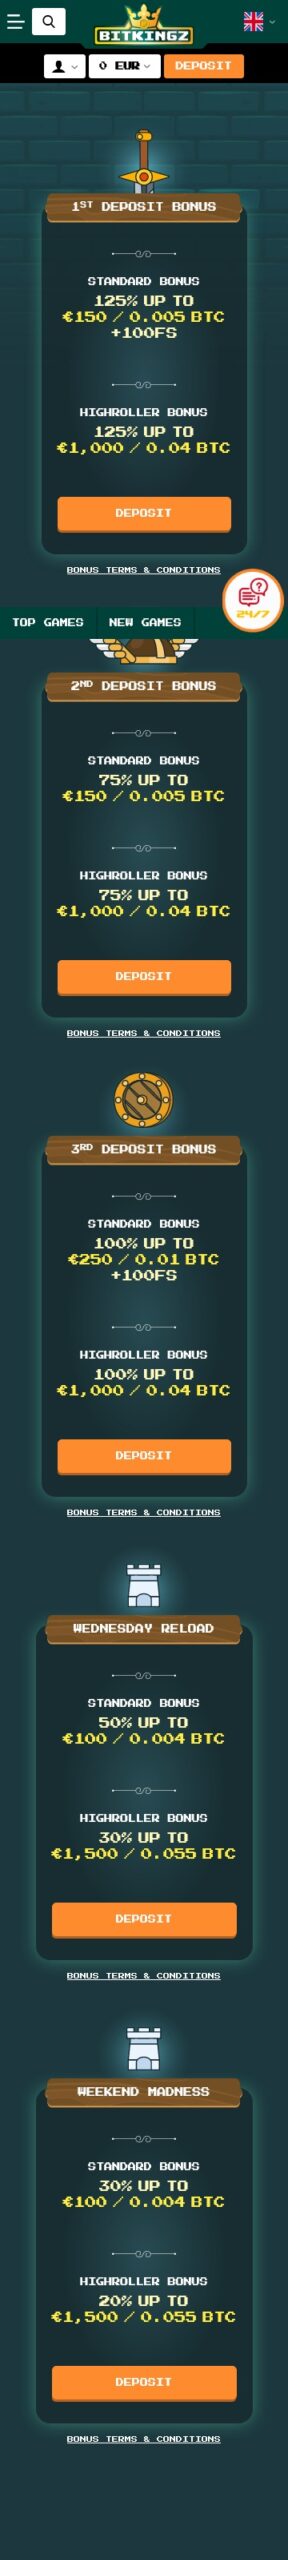 BITKINGZ
0 EUR
DEPOSIT
1ST DEPOSIT BONUS
STANDARD BONUS
125% UP TO
€150 / 0.005 BTC
+100FS
HIGHROLLER BONUS
125% UP TO
€1,000 / 0.04 BTC
DEPOSIT
BONUS TERMS & CONDITIONS
24/7
TOP GAMES
NEW GAMES
2ND DEPOSIT BONUS
STANDARD BONUS
75% UP TO
€150 / 0.005 BTC
HIGHROLLER BONUS
75% UP TO
€1,000 / 0.04 BTC
DEPOSIT
BONUS TERMS & CONDITIONS
3RD DEPOSIT BONUS
STANDARD BONUS
100% UP TO
€250 / 0.01 BTC
+100FS
HIGHROLLER BONUS
100% UP TO
€1,000 / 0.04 BTC
DEPOSIT
BONUS TERMS & CONDITIONS
WEDNESDAY RELOAD
STANDARD BONUS
50% UP TO
€100 / 0.004 BTC
HIGHROLLER BONUS
30% UP TO
€1,500 / 0.055 BTC
DEPOSIT
BONUS TERMS & CONDITIONS
WEEKEND MADNESS
STANDARD BONUS
30% UP TO
€100 / 0.004 BTC
HIGHROLLER BONUS
20% UP TO
€1,500 / 0.055 BTC
DEPOSIT
BONUS TERMS & CONDITIONS